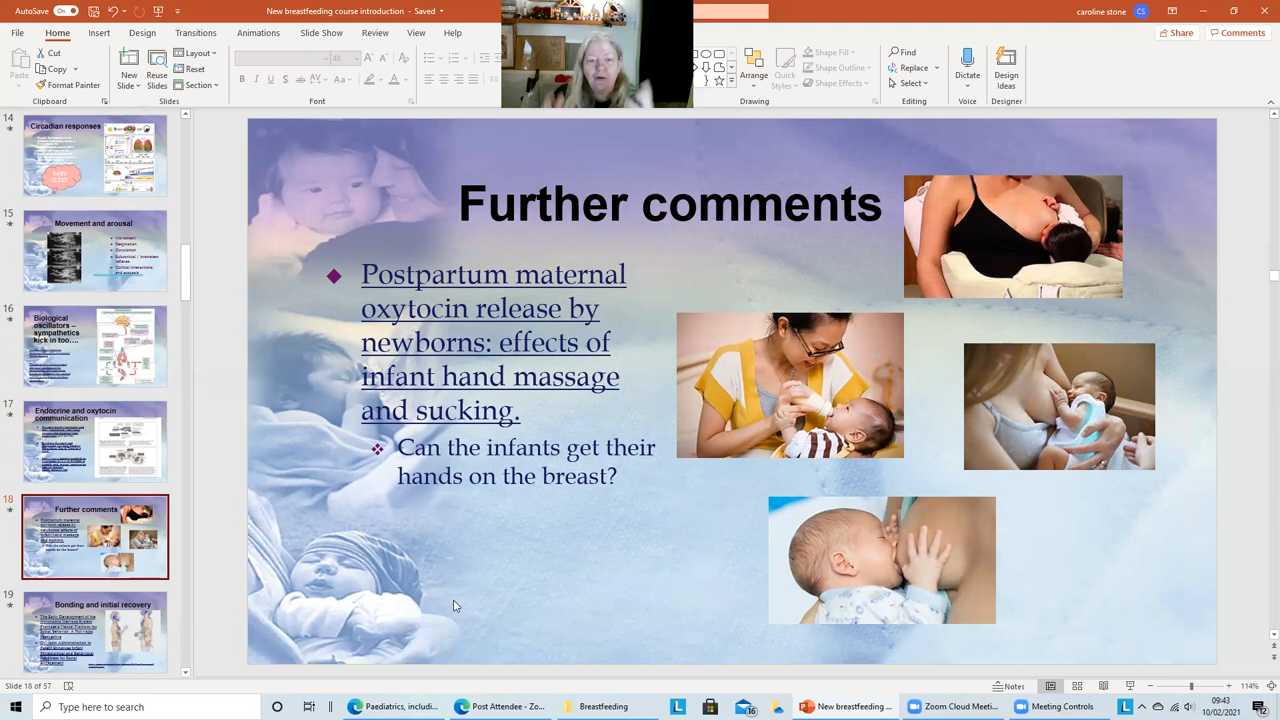 AutoSave On New breastfeeding course introduction - Saved caroline stone CS
File Home Insert Design Transitions Animations Slide Show Review View Help Share Comments
Paste Cut Copy Format Painter Clipboard
New Slide Reuse Slides Layout Reset Section Slides
48
Font
Arrange Quick Styles Shape Fill Shape Outline Shape Effects Drawing
Find Replace Select Editing
Dictate Voice
Design Ideas Designer
14
Circadian responses
15
Movement and arousal
16
Biological
oscillators –
sympathetics
kick in too....
17
Endocrine and oxytocin
communication
18
Further comments
19
Bonding and initial recovery
Further comments
Postpartum maternal
oxytocin release by
newborns: effects of
infant hand massage
and sucking.
Can the infants get their
hands on the breast?
Slide 18 of 57 Notes 114%
Type here to search
Paediatrics, includi...
Post Attendee - Zo...
Breastfeeding
16
New breastfeeding ...
Zoom Cloud Meeti...
Meeting Controls
09:43
10/02/2021
12